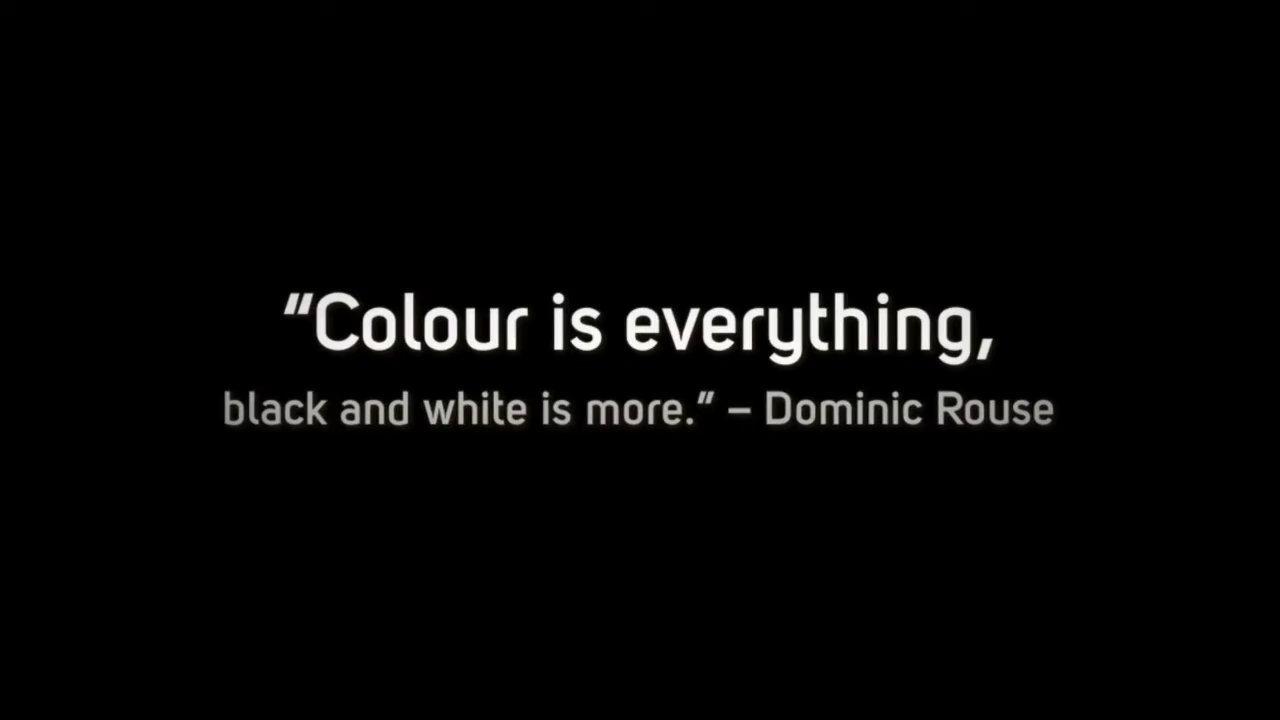 “Colour is everything,
black and white is more.” – Dominic Rouse